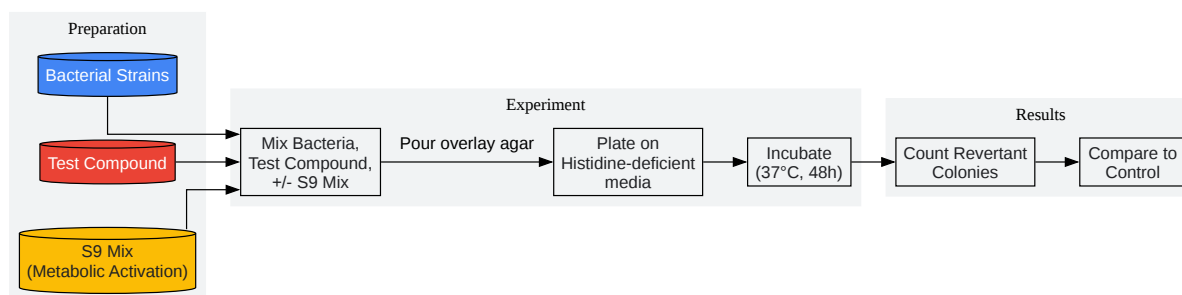 Preparation
Bacterial Strains
Test Compound
S9 Mix
(Metabolic Activation)
Experiment
Mix Bacteria,
Test Compound,
+/- S9 Mix
Pour overlay agar
Plate on
Histidine-deficient
media
Incubate
(37°C, 48h)
Results
Count Revertant
Colonies
Compare to
Control